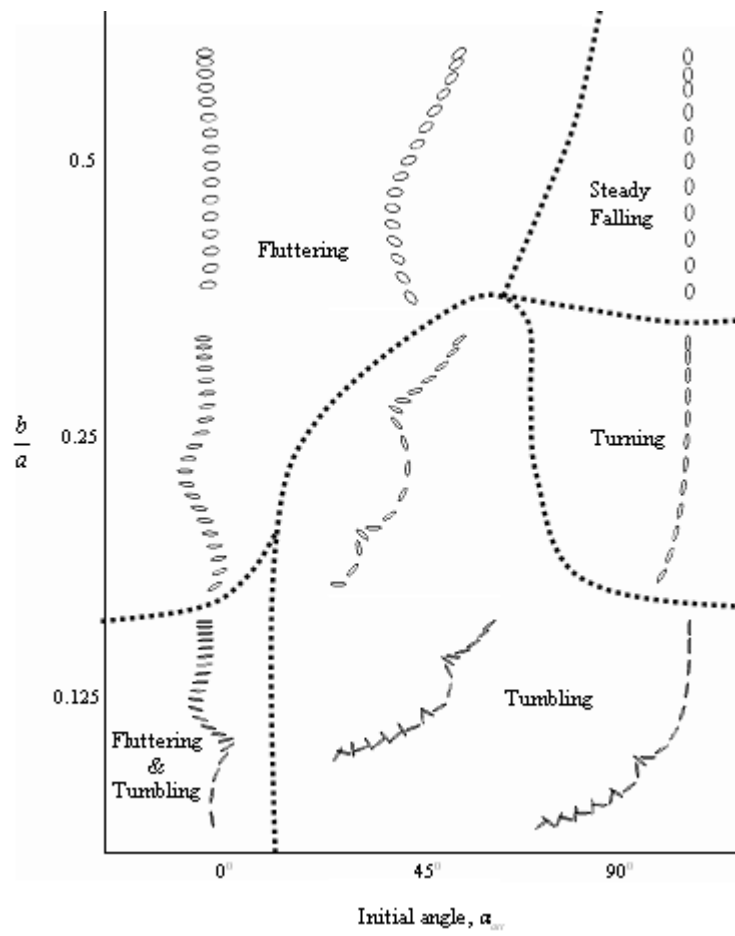 0.5
Steady
Falling
Fluttering
b
a
0.25
Turning
0.125
Tumbling
Fluttering
&
Tumbling
0°
45°
90°
Initial angle, α